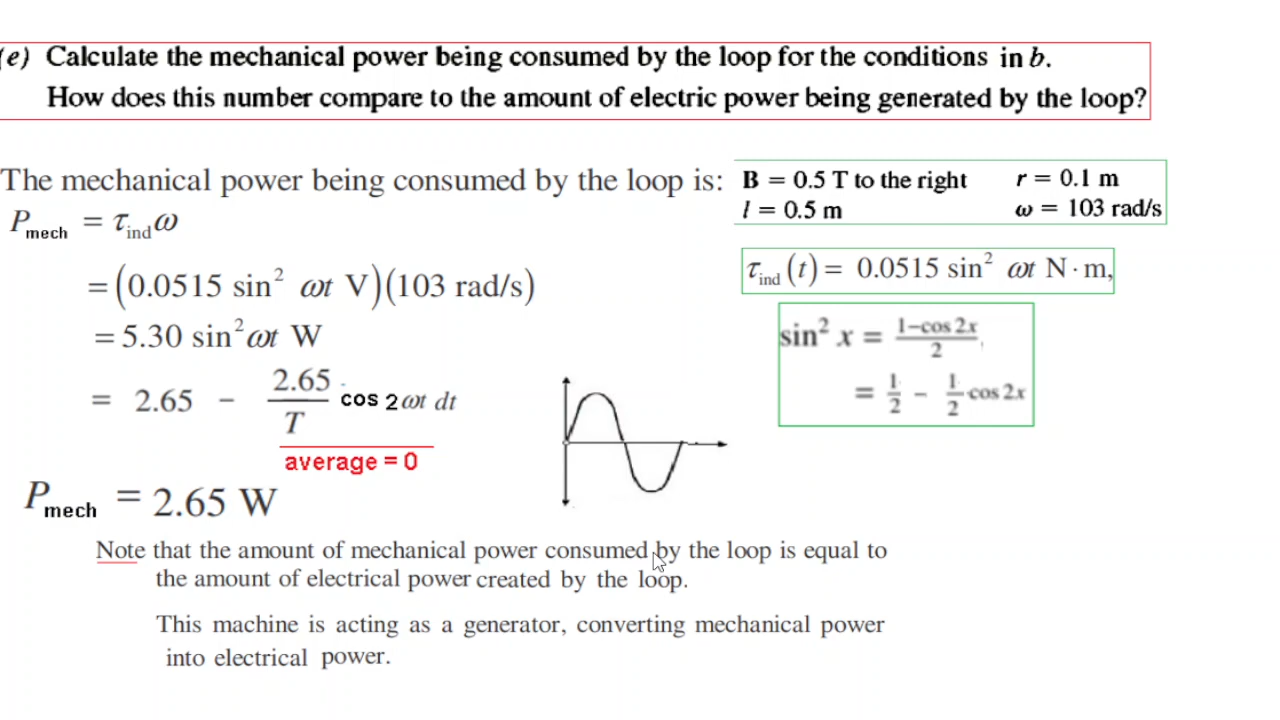 (e) Calculate the mechanical power being consumed by the loop for the conditions in b.
How does this number compare to the amount of electric power being generated by the loop?
The mechanical power being consumed by the loop is:
B = 0.5 T to the right r = 0.1 m
l = 0.5 m ω = 103 rad/s
P mech = τind ω
τind (t) = 0.0515 sin² ωt N · m,
= (0.0515 sin² ωt V)(103 rad/s)
= 5.30 sin² ωt W
sin² x = 1−cos 2x / 2
= 1/2 - 1/2 cos 2x
= 2.65 - 2.65 / T cos 2ωt dt
average = 0
P mech = 2.65 W
Note that the amount of mechanical power consumed by the loop is equal to
the amount of electrical power created by the loop.
This machine is acting as a generator, converting mechanical power
into electrical power.